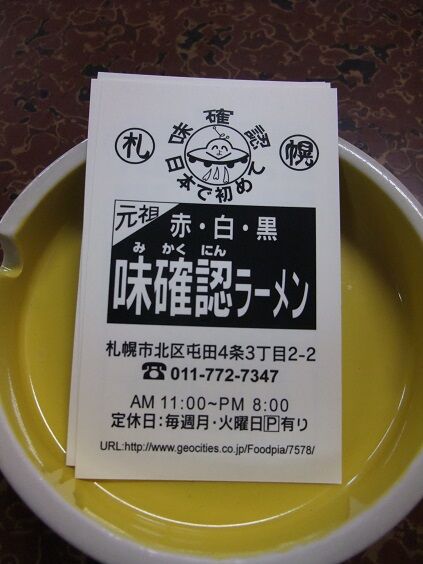 味確認
札 幌
日本で初めて
元祖
赤・白・黒
み かく にん
味確認ラーメン
札幌市北区屯田4条3丁目2-2
☎011-772-7347
AM 11:00~PM 8:00
定休日:毎週月・火曜日🄿有り
URL:http://www.geocities.co.jp/Foodpia/7578/